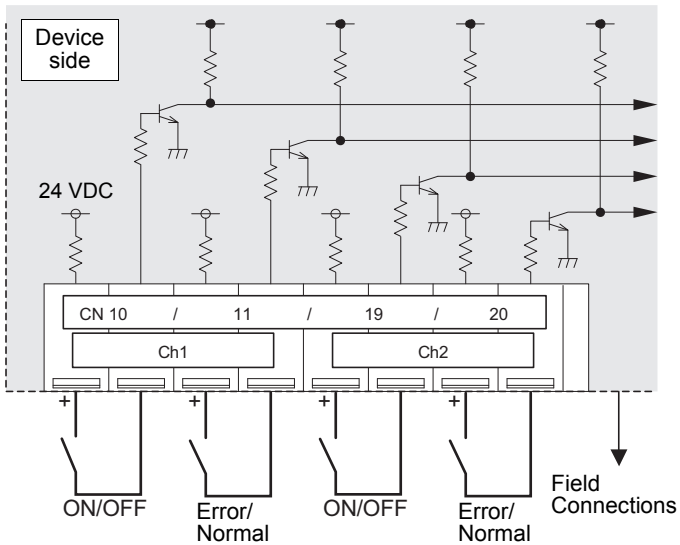 Device
side
24 VDC
CN 10 / 11 / 19 / 20
Ch1 Ch2
+ + + +
ON/OFF
Error/
Normal
ON/OFF
Error/
Normal
Field
Connections